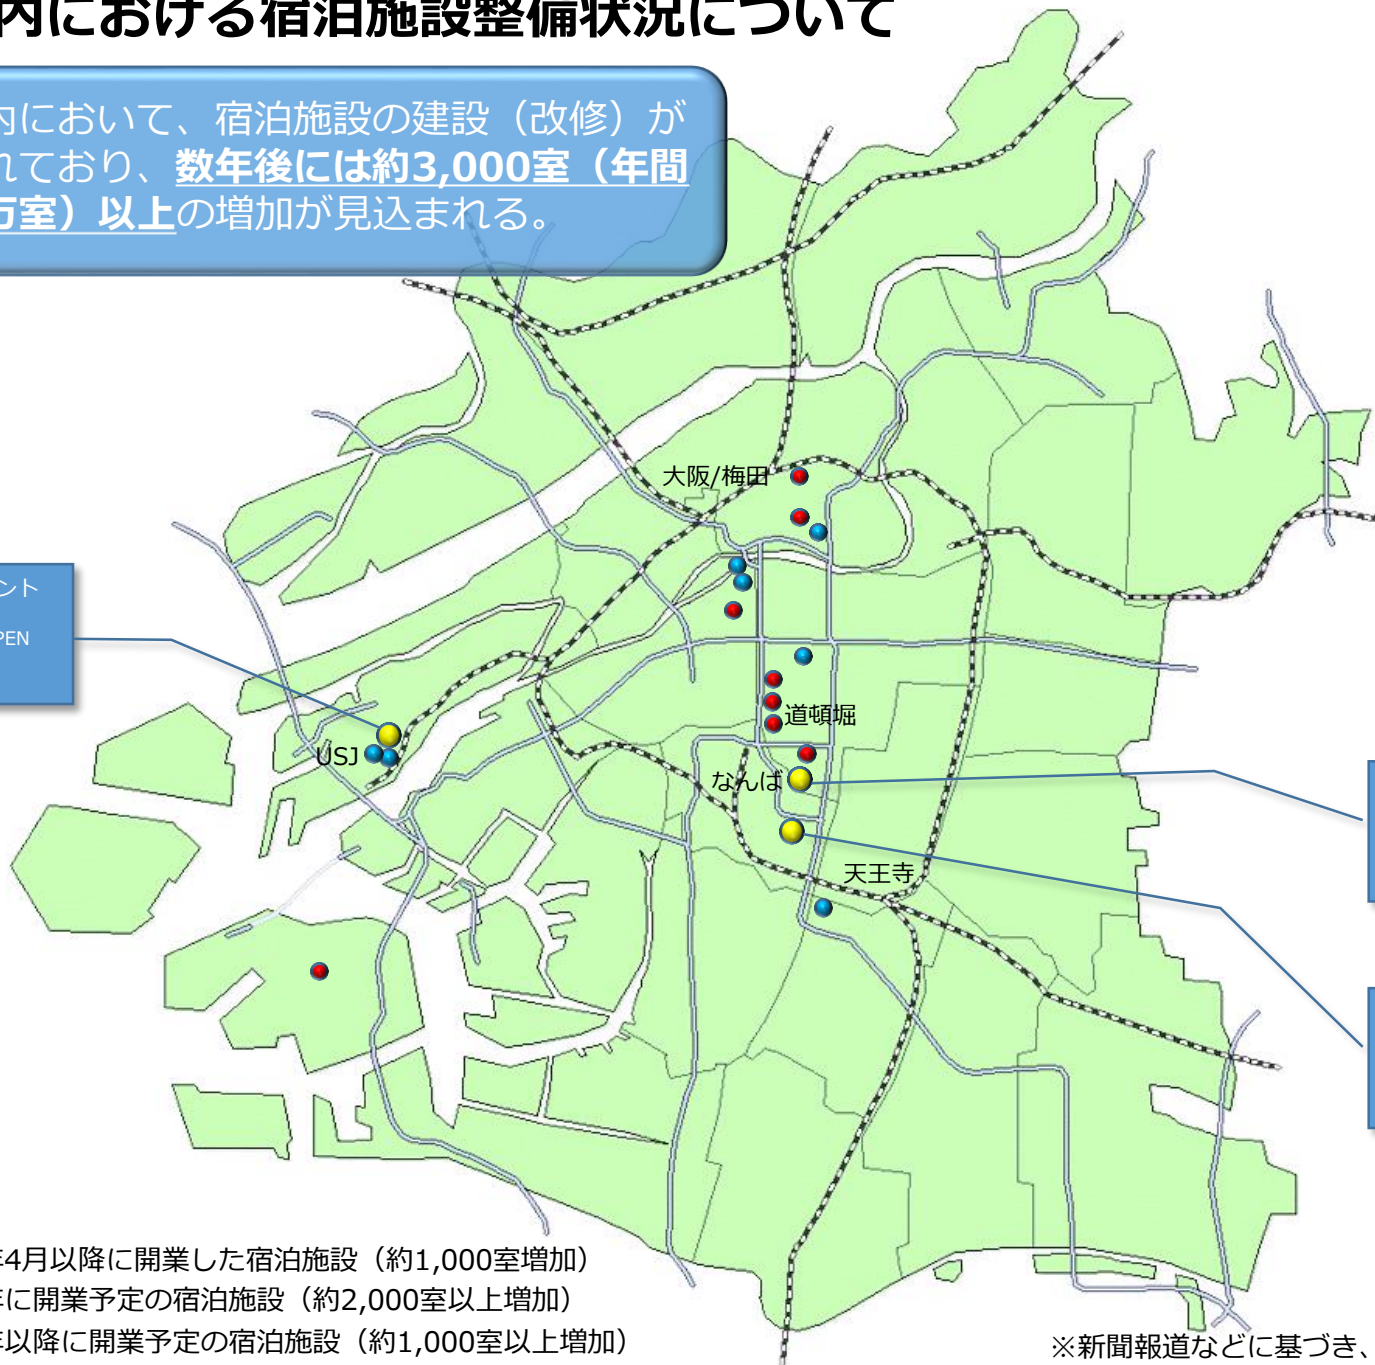 内における宿泊施設整備状況について
内において、宿泊施設の建設（改修）が
れており、数年後には約3,000室（年間
万室）以上の増加が見込まれる。
大阪/梅田
ント
PEN
道頓堀
USJ
なんば
天王寺
年4月以降に開業した宿泊施設（約1,000室増加）
年に開業予定の宿泊施設（約2,000室以上増加）
年以降に開業予定の宿泊施設（約1,000室以上増加）
※新聞報道などに基づき、